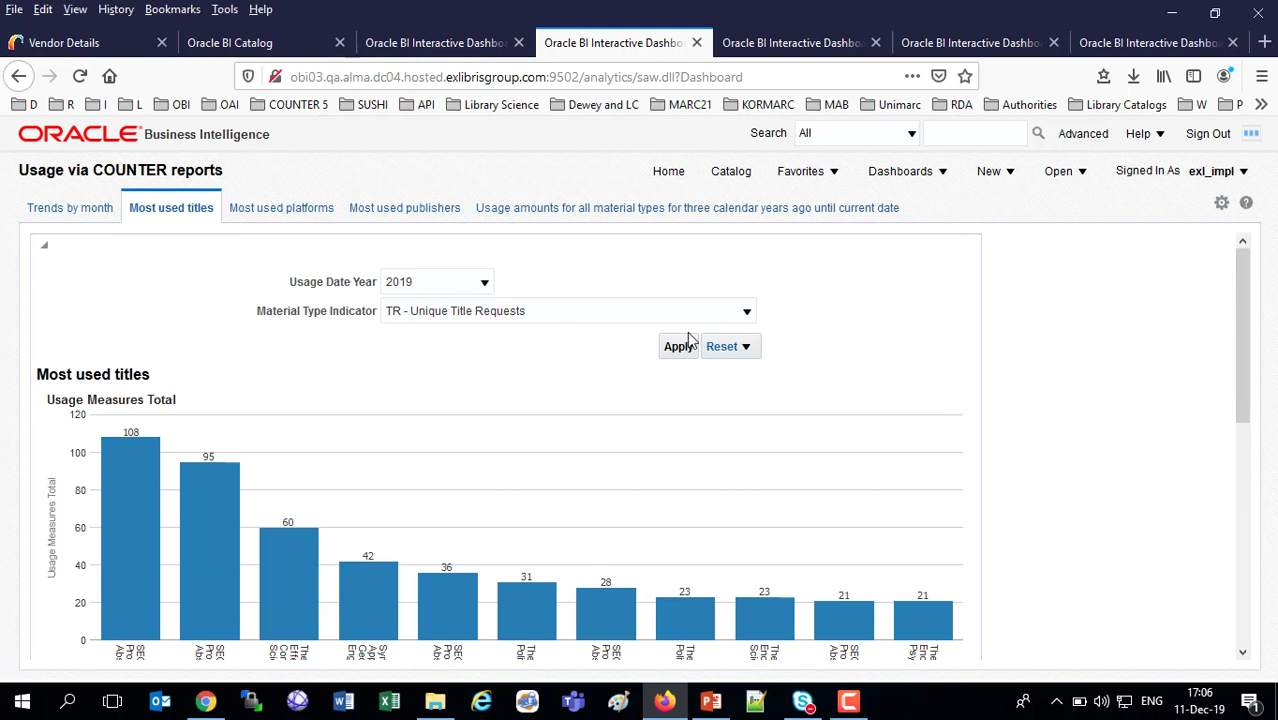 File Edit View History Bookmarks Tools Help
Vendor Details Oracle BI Catalog Oracle BI Interactive Dashboa Oracle BI Interactive Dashboa Oracle BI Interactive Dashboa Oracle BI Interactive Dashboa Oracle BI Interactive Dashboa
obi03.qa.alma.dc04.hosted.exlibrisgroup.com:9502/analytics/saw.dll?Dashboard
D R I L OBI OAI COUNTER 5 SUSHI API Library Science Dewey and LC MARC21 KORMARC MAB Unimarc RDA Authorities Library Catalogs W P
ORACLE Business Intelligence Search All Advanced Help Sign Out
Usage via COUNTER reports Home Catalog Favorites Dashboards New Open Signed In As exl_impl
Trends by month Most used titles Most used platforms Most used publishers Usage amounts for all material types for three calendar years ago until current date
Usage Date Year 2019
Material Type Indicator TR - Unique Title Requests
Apply Reset
Most used titles
Usage Measures Total
120
100
80
60
40
20
0
Usage Measures Total
108 95 60 42 36 31 28 23 23 21 21
ENG 17:06
11-Dec-19